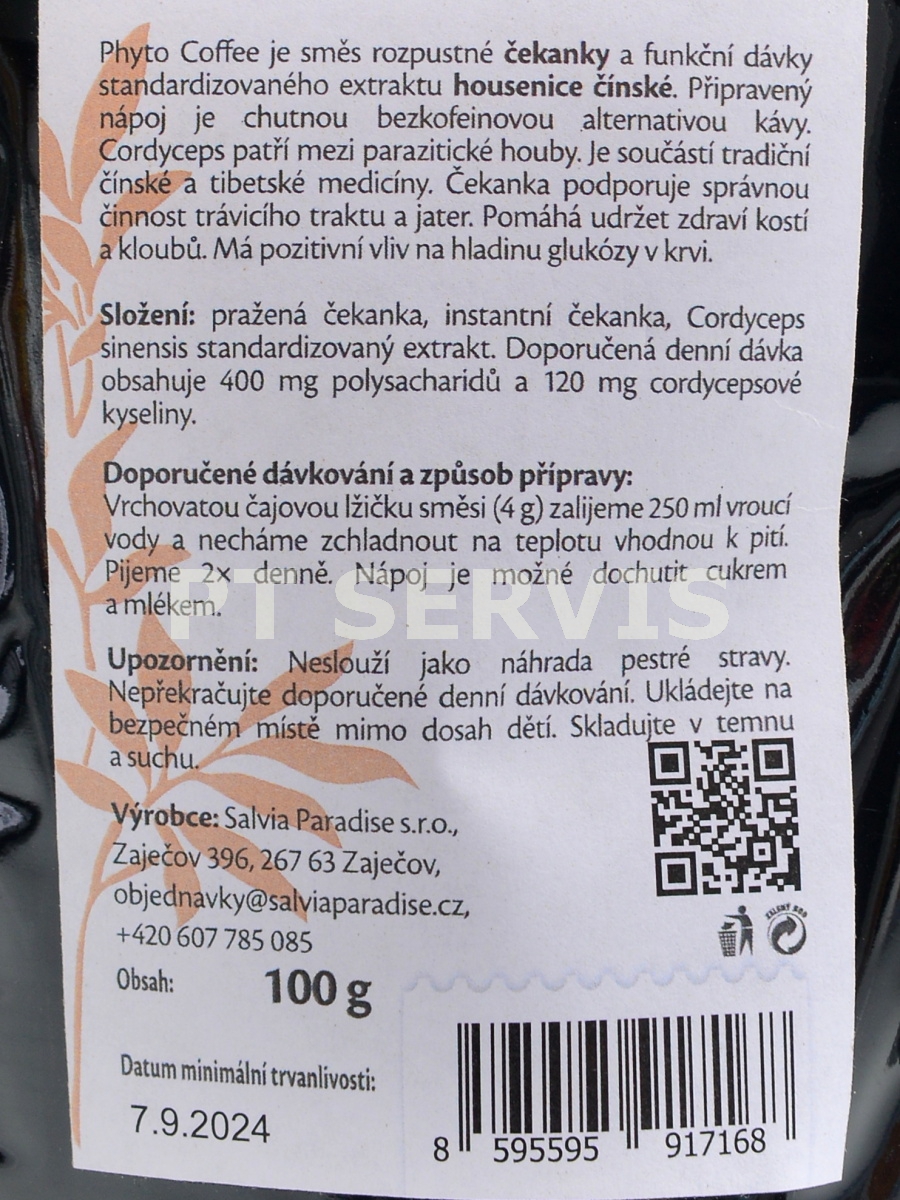 Phyto Coffee je směs rozpustné čekanky a funkční dávky
standardizovaného extraktu housenice čínské. Připravený
nápoj je chutnou bezkofeinovou alternativou kávy.
Cordyceps patří mezi parazitické houby. Je součástí tradiční
čínské a tibetské medicíny. Čekanka podporuje správnou
činnost trávicího traktu a jater. Pomáhá udržet zdraví kostí
a kloubů. Má pozitivní vliv na hladinu glukózy v krvi.
Složení: pražená čekanka, instantní čekanka, Cordyceps
sinensis standardizovaný extrakt. Doporučená denní dávka
obsahuje 400 mg polysacharidů a 120 mg cordycepsové
kyseliny.
Doporučené dávkování a způsob přípravy:
Vrchovatou čajovou lžičku směsi (4 g) zalijeme 250 ml vroucí
vody a necháme zchladnout na teplotu vhodnou k pití.
Pijeme 2x denně. Nápoj je možné dochutit cukrem
a mlékem.
PT SERVIS
Upozornění: Neslouží jako náhrada pestré stravy.
Nepřekračujte doporučené denní dávkování. Ukládejte na
bezpečném místě mimo dosah dětí. Skladujte v temnu
a suchu.
Výrobce: Salvia Paradise s.r.o.,
Zaječov 396, 267 63 Zaječov,
objednavky@salviaparadise.cz,
+420 607 785 085
ZELENÝ BOD
Obsah: 100 g
Datum minimální trvanlivosti:
7.9.2024
8 595595 917168